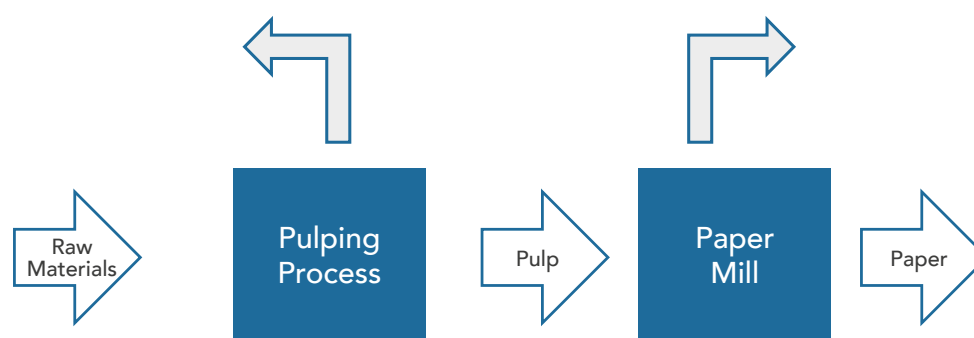 Raw
Materials
Pulping
Process
Pulp
Paper
Mill
Paper